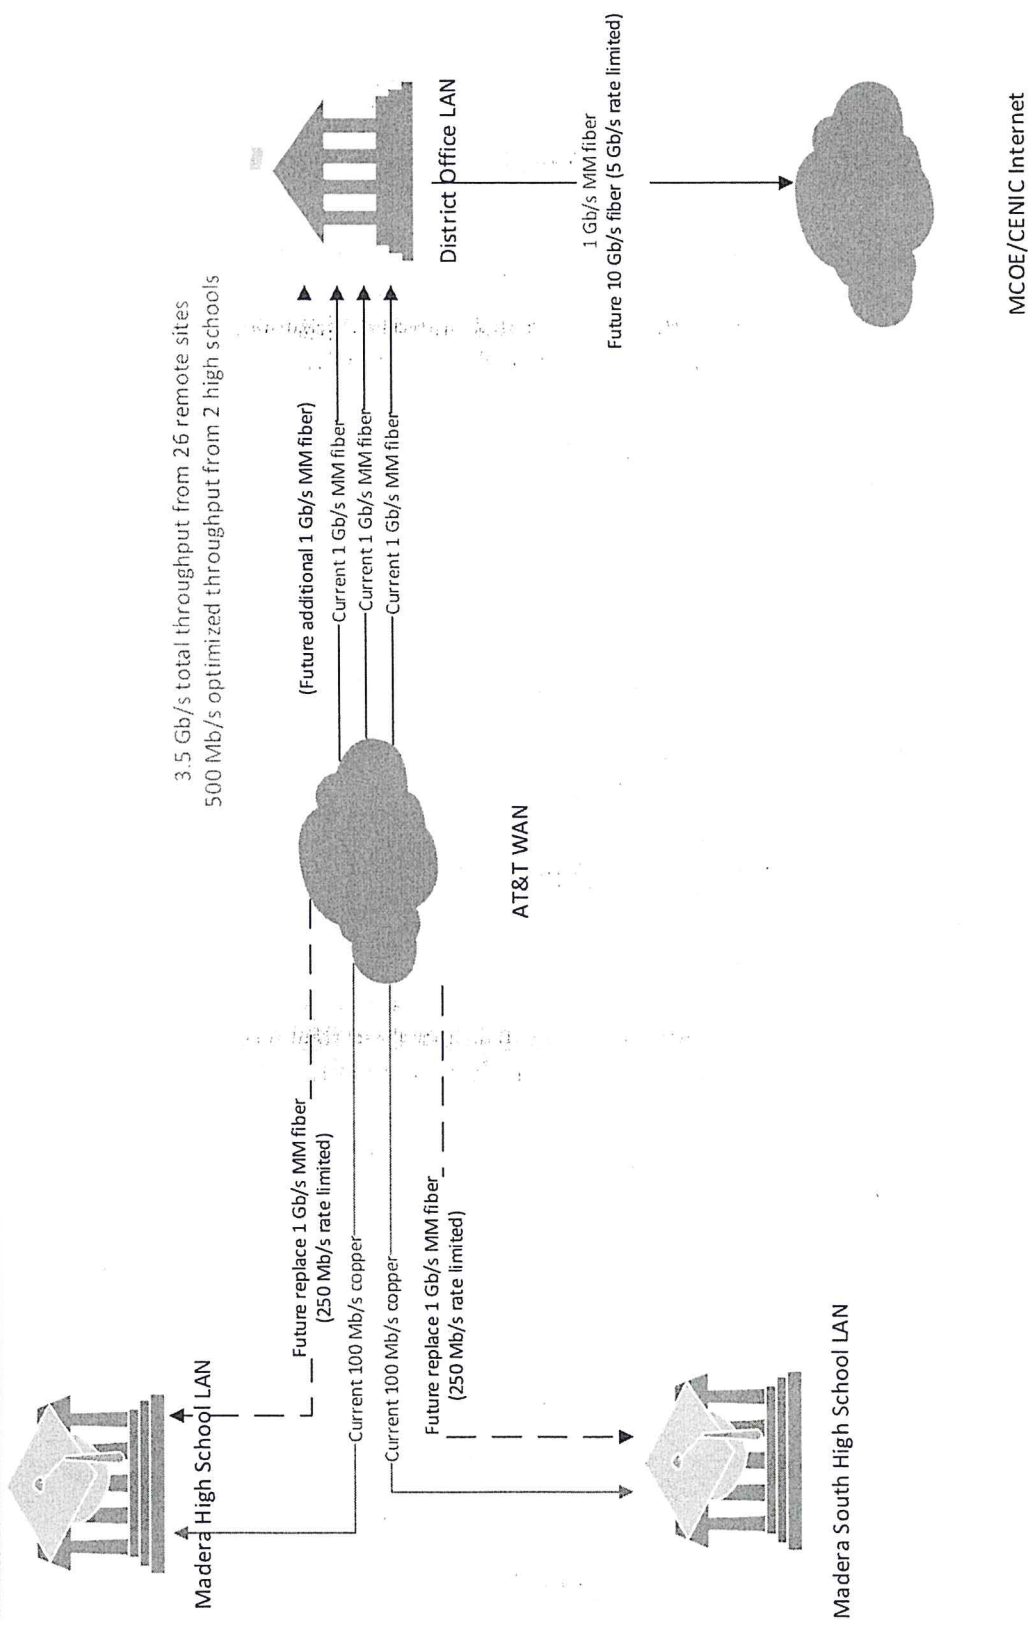 3.5 Gb/s total throughput from 26 remote sites
500 Mb/s optimized throughput from 2 high schools
Madera High School LAN
Future replace 1 Gb/s MM fiber
(250 Mb/s rate limited)
Current 100 Mb/s copper
Current 100 Mb/s copper
Future replace 1 Gb/s MM fiber
(250 Mb/s rate limited)
Madera South High School LAN
AT&T WAN
(Future additional 1 Gb/s MM fiber)
Current 1 Gb/s MM fiber
Current 1 Gb/s MM fiber
Current 1 Gb/s MM fiber
District Office LAN
1 Gb/s MM fiber
Future 10 Gb/s fiber (5 Gb/s rate limited)
MCOE/CENIC Internet